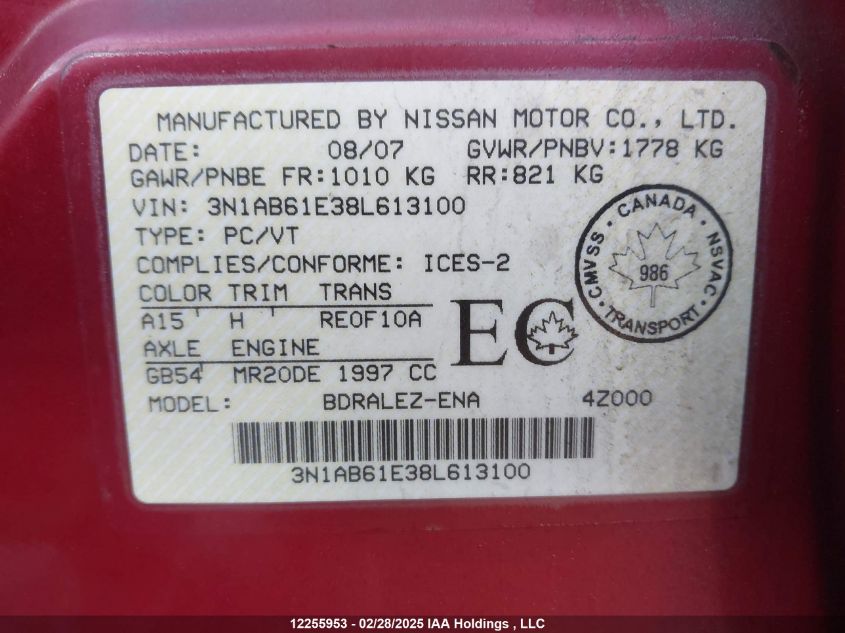 MANUFACTURED BY NISSAN MOTOR CO., LTD.
DATE: 08/07 GVWR/PNBV:1778 KG
GAWR/PNBE FR:1010 KG RR:821 KG
VIN: 3N1AB61E38L613100
TYPE: PC/VT
COMPLIES/CONFORME: ICES-2
COLOR TRIM TRANS
A15 H RE0F10A
AXLE ENGINE
GB54 MR20DE 1997 CC
MODEL: BDRALEZ-ENA 4Z000
3N1AB61E38L613100
EC
CANADA
CMVSS NSVAC
986
TRANSPORT
12255953 - 02/28/2025 IAA Holdings , LLC